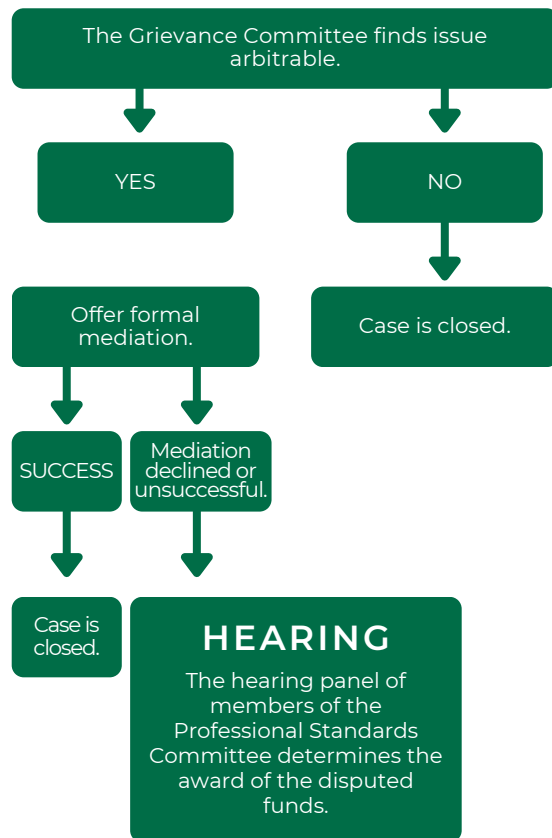 The Grievance Committee finds issue
arbitrable.
YES
NO
Offer formal
mediation.
Case is closed.
SUCCESS
Mediation
declined or
unsuccessful.
Case is
closed.
HEARING
The hearing panel of
members of the
Professional Standards
Committee determines the
award of the disputed
funds.